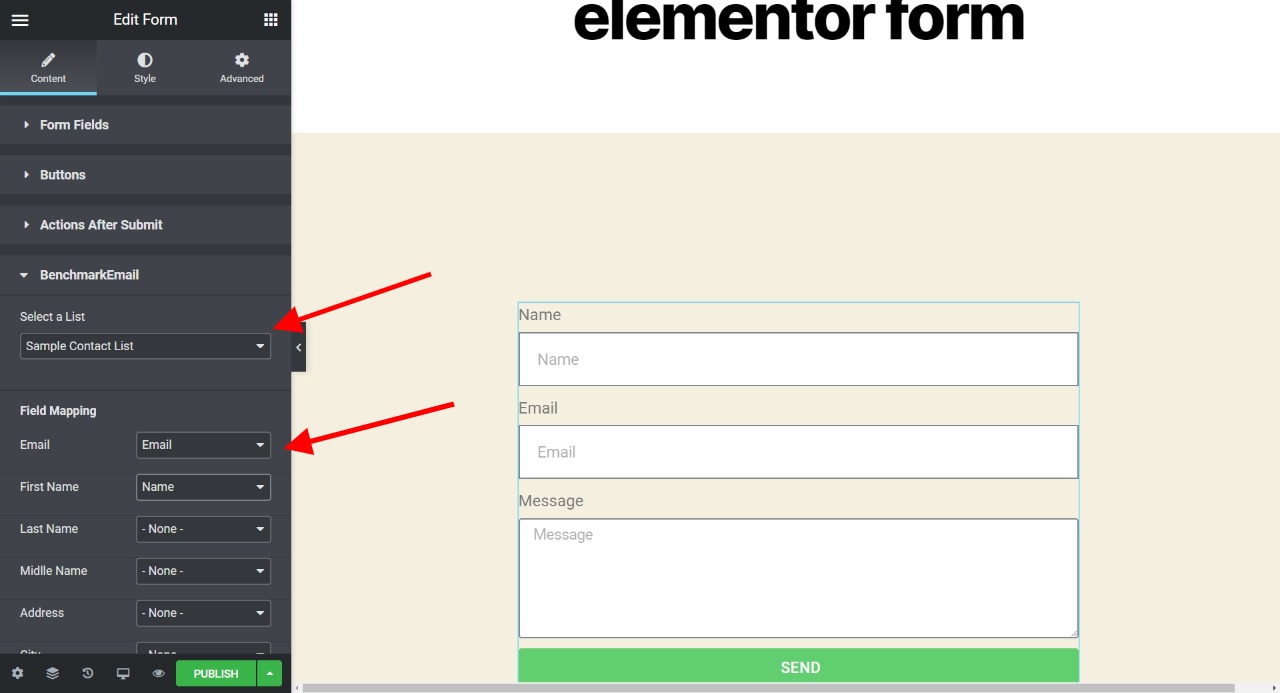 Edit Form
Content
Style
Advanced
Form Fields
Buttons
Actions After Submit
BenchmarkEmail
Select a List
Sample Contact List
Field Mapping
Email Email
First Name Name
Last Name - None -
Midlle Name - None -
Address - None -
City - None -
PUBLISH
elementor form
Name
Name
Email
Email
Message
Message
SEND